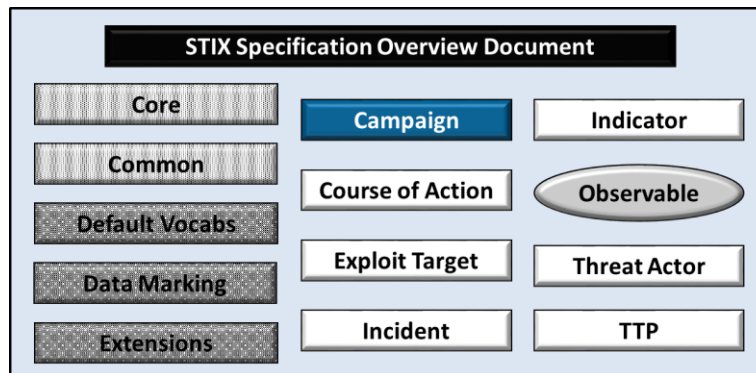 STIX Specification Overview Document
Core
Common
Default Vocabs
Data Marking
Extensions
Campaign
Course of Action
Exploit Target
Incident
Indicator
Observable
Threat Actor
TTP